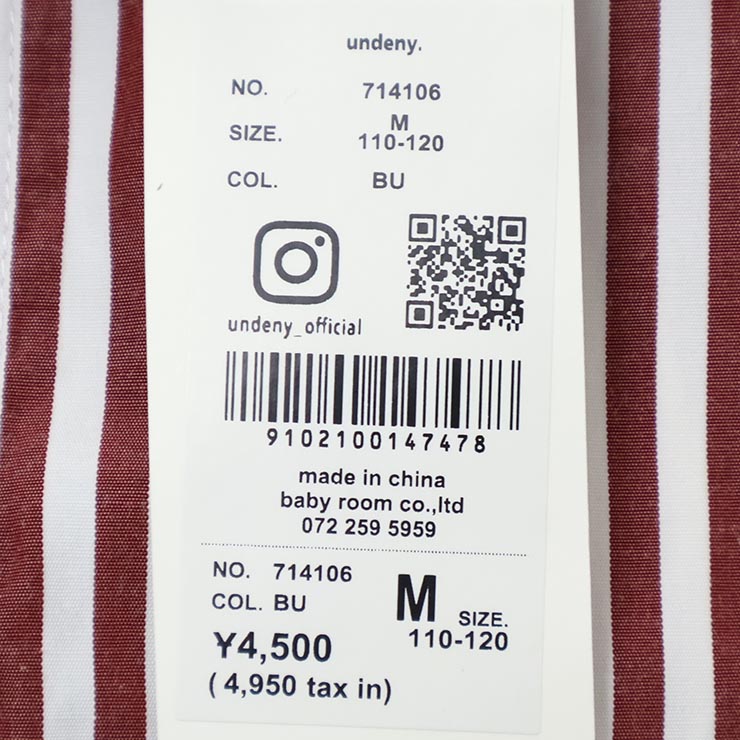 undeny.
NO. 714106
SIZE. M
110-120
COL. BU
undeny_official
9102100147478
made in china
baby room co.,ltd
072 259 5959
NO. 714106
COL. BU
M SIZE.
110-120
¥4,500
( 4,950 tax in)